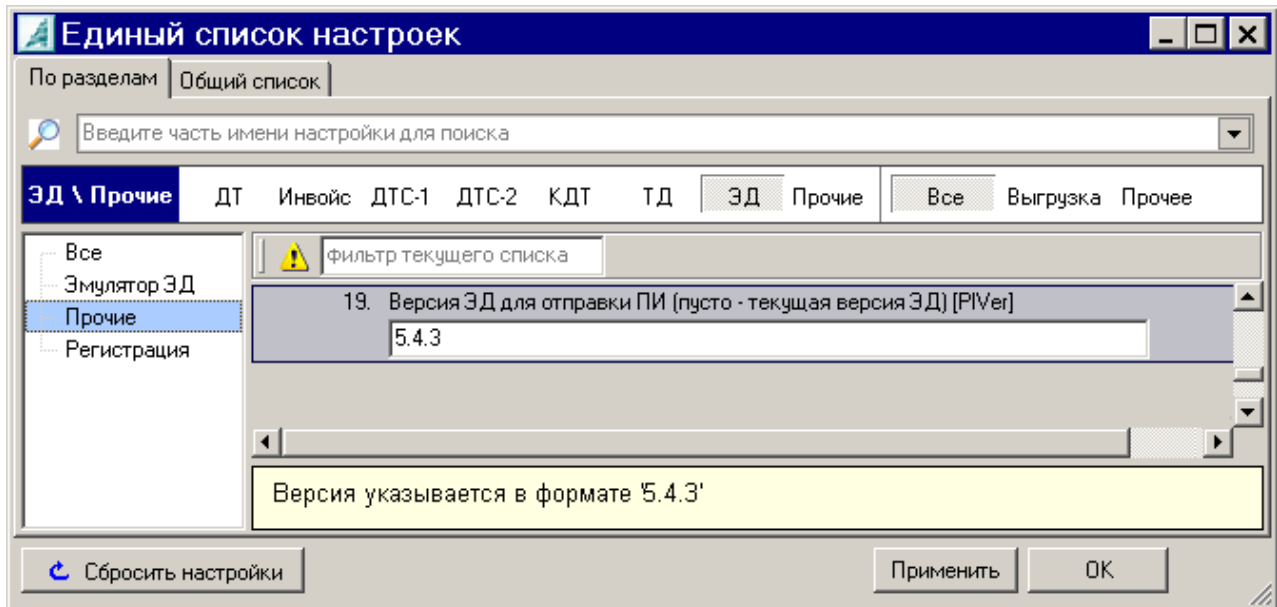 Единый список настроек
По разделам Общий список
Введите часть имени настройки для поиска
ЭД \ Прочие ДТ Инвойс ДТС-1 ДТС-2 КДТ ТД ЭД Прочие Все Выгрузка Прочее
Все
Эмулятор ЭД
Прочие
Регистрация
фильтр текущего списка
19. Версия ЭД для отправки ПИ (пусто - текущая версия ЭД) [PIVer]
5.4.3
Версия указывается в формате '5.4.3'
Сбросить настройки Применить OK